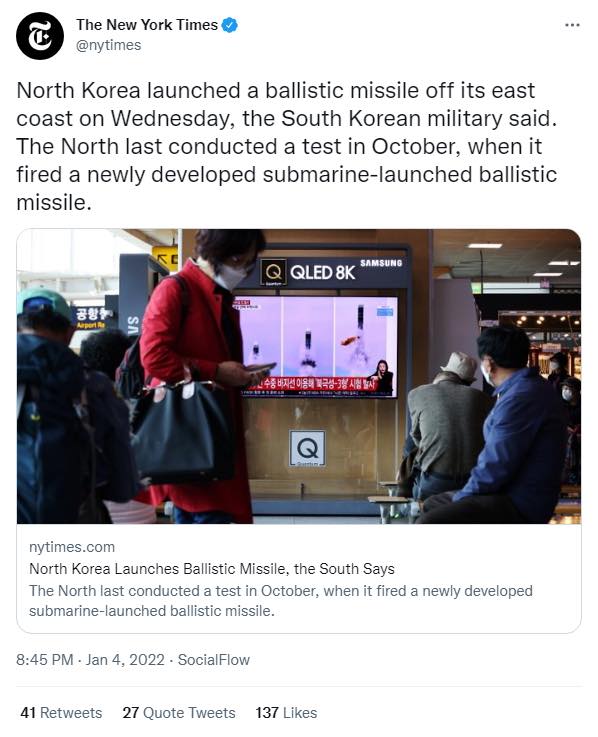 The New York Times
@nytimes
North Korea launched a ballistic missile off its east
coast on Wednesday, the South Korean military said.
The North last conducted a test in October, when it
fired a newly developed submarine-launched ballistic
missile.
QLED 8K
SAMSUNG
Q
공항철
Airport Ra
수중 바지선 이용해 '북극성-3형' 시험 발사
Q
Quantum
nytimes.com
North Korea Launches Ballistic Missile, the South Says
The North last conducted a test in October, when it fired a newly developed
submarine-launched ballistic missile.
8:45 PM · Jan 4, 2022 · SocialFlow
41 Retweets 27 Quote Tweets 137 Likes